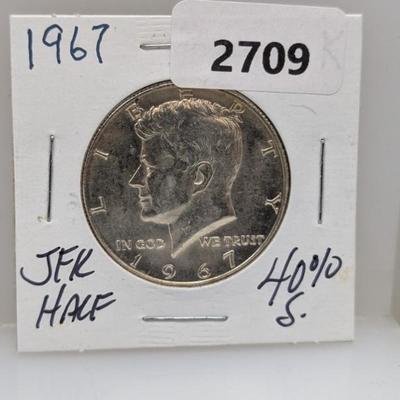 1967
2709
K
LIBERTY
IN GOD WE TRUST
1967
JFK
HALF
40%
S.